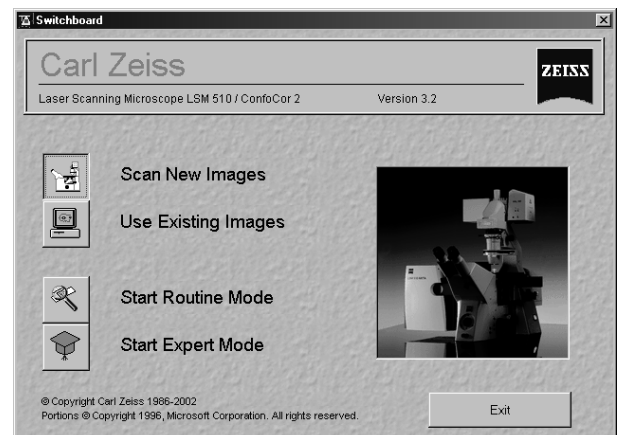 Switchboard
Carl Zeiss
ZEISS
Laser Scanning Microscope LSM 510 / ConfoCor 2 Version 3.2
Scan New Images
Use Existing Images
Start Routine Mode
Start Expert Mode
© Copyright Carl Zeiss 1986-2002
Portions © Copyright 1996, Microsoft Corporation. All rights reserved.
Exit